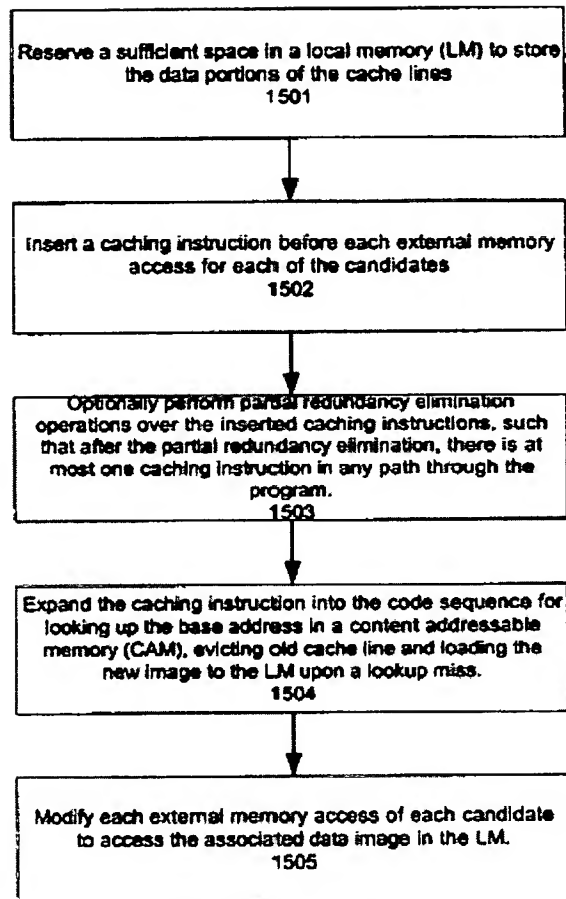 Reserve a sufficient space in a local memory (LM) to store
the data portions of the cache lines
1501
Insert a caching instruction before each external memory
access for each of the candidates
1502
Optionally perform partial redundancy elimination
operations over the inserted caching instructions, such
that after the partial redundancy elimination, there is at
most one caching instruction in any path through the
program.
1503
Expand the caching instruction into the code sequence for
looking up the base address in a content addressable
memory (CAM), evicting old cache line and loading the
new image to the LM upon a lookup miss.
1504
Modify each external memory access of each candidate
to access the associated data image in the LM.
1505